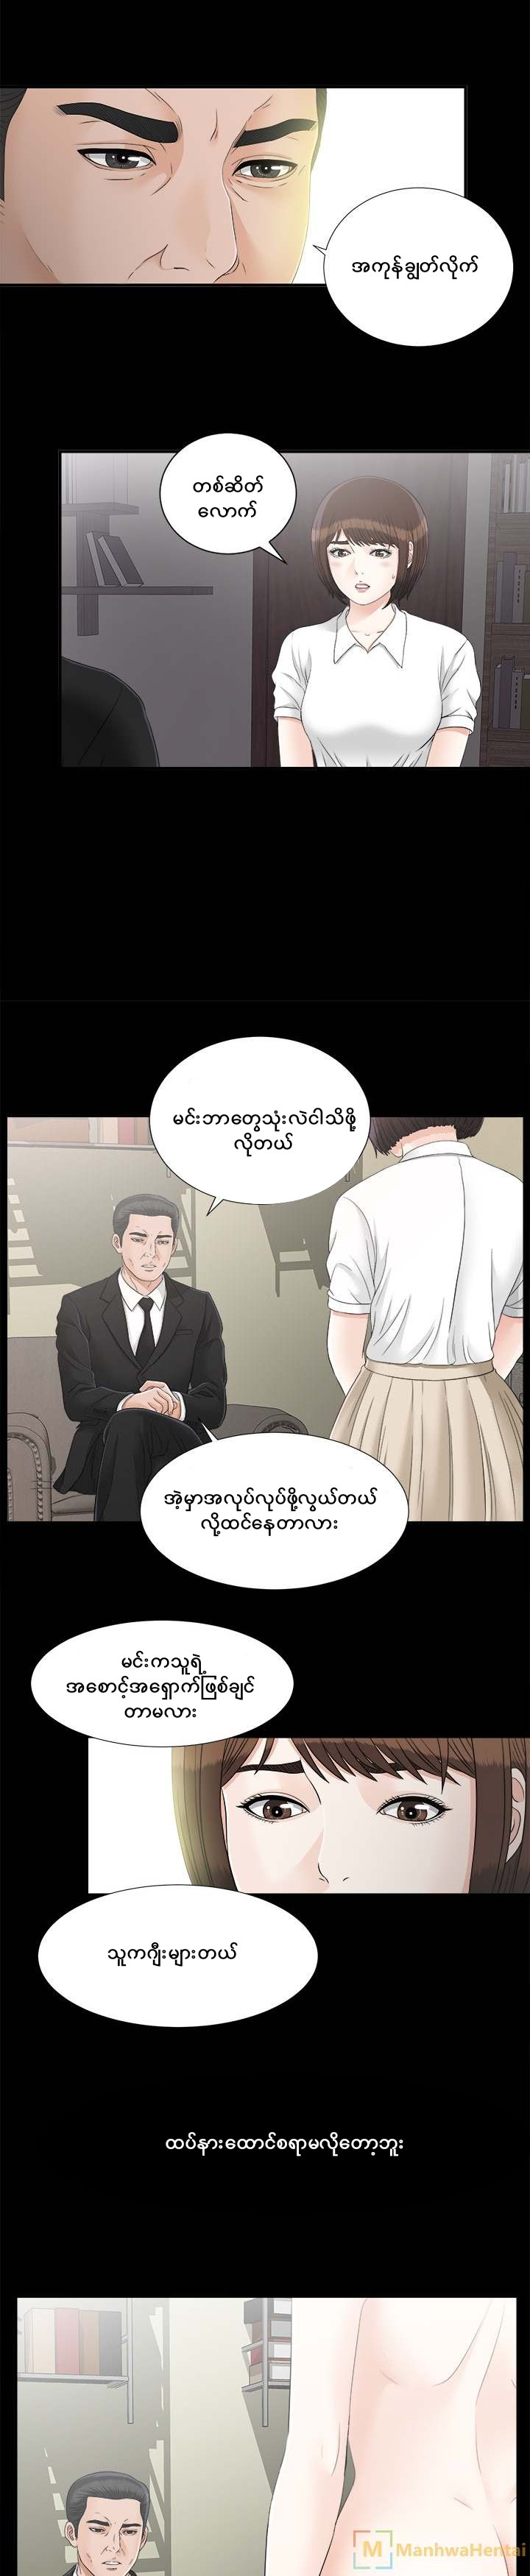 အကုန်ချွတ်လိုက်
တစ်ဆိတ်
လောက်
မင်းဘာတွေသုံးလဲငါသိဖို့
လိုတယ်
အဲ့မှာအလုပ်လုပ်ဖို့လွယ်တယ်
လို့ထင်နေတာလား
မင်းကသူရဲ့
အစောင့်အရှောက်ဖြစ်ချင်
တာမလား
သူကဂျီးများတယ်
ထပ်နားထောင်စရာမလိုတော့ဘူး
M ManhwaHentai